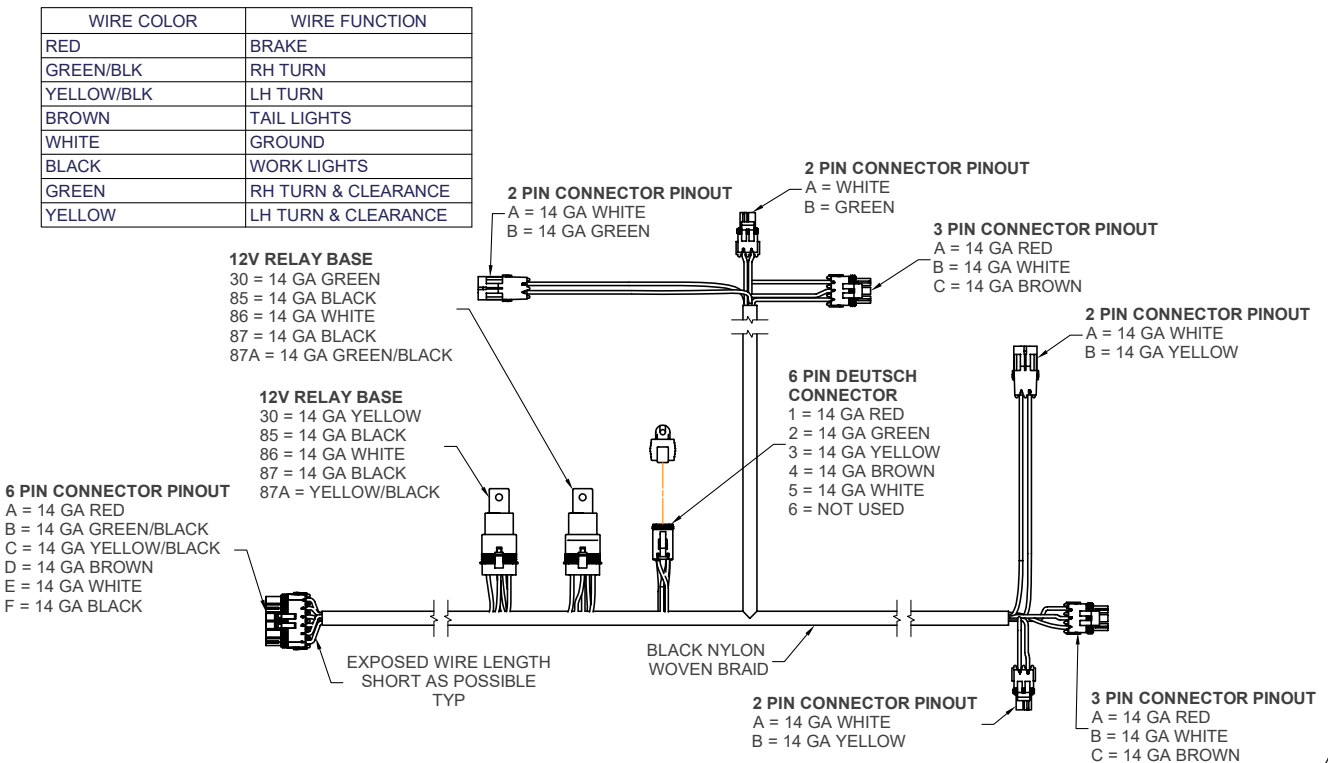 WIRE COLOR WIRE FUNCTION
RED BRAKE
GREEN/BLK RH TURN
YELLOW/BLK LH TURN
BROWN TAIL LIGHTS
WHITE GROUND
BLACK WORK LIGHTS
GREEN RH TURN & CLEARANCE
YELLOW LH TURN & CLEARANCE
2 PIN CONNECTOR PINOUT
A = 14 GA WHITE
B = 14 GA GREEN
2 PIN CONNECTOR PINOUT
A = WHITE
B = GREEN
3 PIN CONNECTOR PINOUT
A = 14 GA RED
B = 14 GA WHITE
C = 14 GA BROWN
12V RELAY BASE
30 = 14 GA GREEN
85 = 14 GA BLACK
86 = 14 GA WHITE
87 = 14 GA BLACK
87A = 14 GA GREEN/BLACK
2 PIN CONNECTOR PINOUT
A = 14 GA WHITE
B = 14 GA YELLOW
12V RELAY BASE
30 = 14 GA YELLOW
85 = 14 GA BLACK
86 = 14 GA WHITE
87 = 14 GA BLACK
87A = YELLOW/BLACK
6 PIN DEUTSCH
CONNECTOR
1 = 14 GA RED
2 = 14 GA GREEN
3 = 14 GA YELLOW
4 = 14 GA BROWN
5 = 14 GA WHITE
6 = NOT USED
6 PIN CONNECTOR PINOUT
A = 14 GA RED
B = 14 GA GREEN/BLACK
C = 14 GA YELLOW/BLACK
D = 14 GA BROWN
E = 14 GA WHITE
F = 14 GA BLACK
EXPOSED WIRE LENGTH
SHORT AS POSSIBLE
TYP
BLACK NYLON
WOVEN BRAID
2 PIN CONNECTOR PINOUT
A = 14 GA WHITE
B = 14 GA YELLOW
3 PIN CONNECTOR PINOUT
A = 14 GA RED
B = 14 GA WHITE
C = 14 GA BROWN